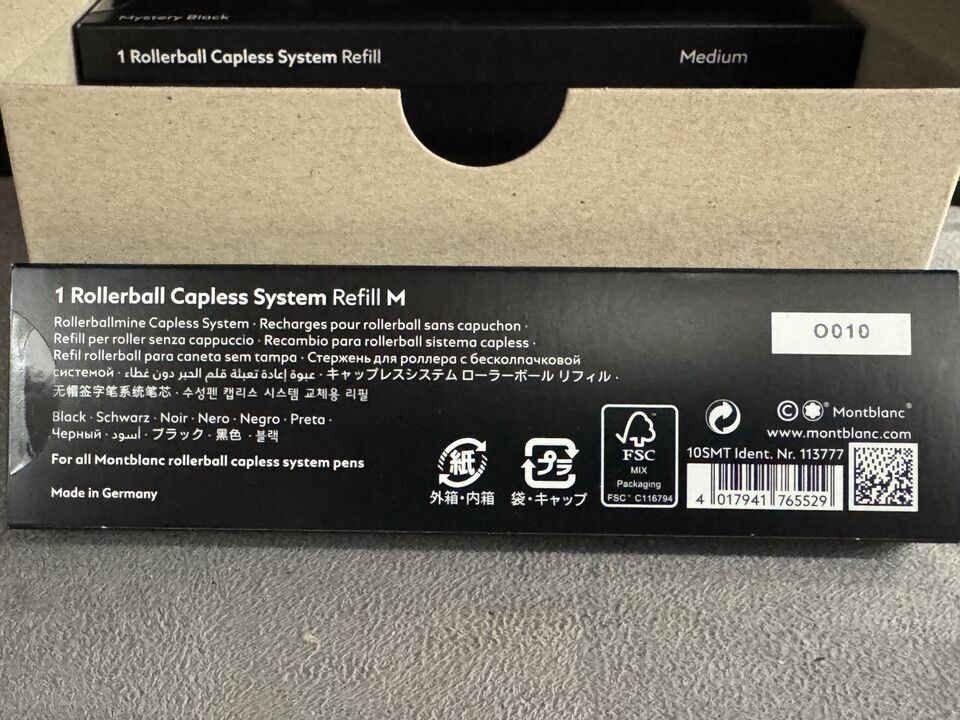 Mystery Black
1 Rollerball Capless System Refill Medium
1 Rollerball Capless System Refill M
Rollerballmine Capless System · Recharges pour rollerball sans capuchon ·
Refill per roller senza cappuccio · Recambio para rollerball sistema capless ·
Refil rollerball para caneta sem tampa · Стержень для роллера с бесколпачковой
системой · عبوة إعادة تعبئة قلم الحبر دون غطاء · キャップレスシステム ローラーボール リフィル ·
无帽签字笔系统笔芯 · 수성펜 캡리스 시스템 교체용 리필
Black · Schwarz · Noir · Nero · Negro · Preta ·
Черный · أسود · ブラック · 黑色 · 블랙
For all Montblanc rollerball capless system pens
Made in Germany
紙
外箱・内箱
プラ
袋・キャップ
FSC
MIX
Packaging
FSC® C116794
O010
© Montblanc®
www.montblanc.com
10SMT Ident. Nr. 113777
4 017941 765529